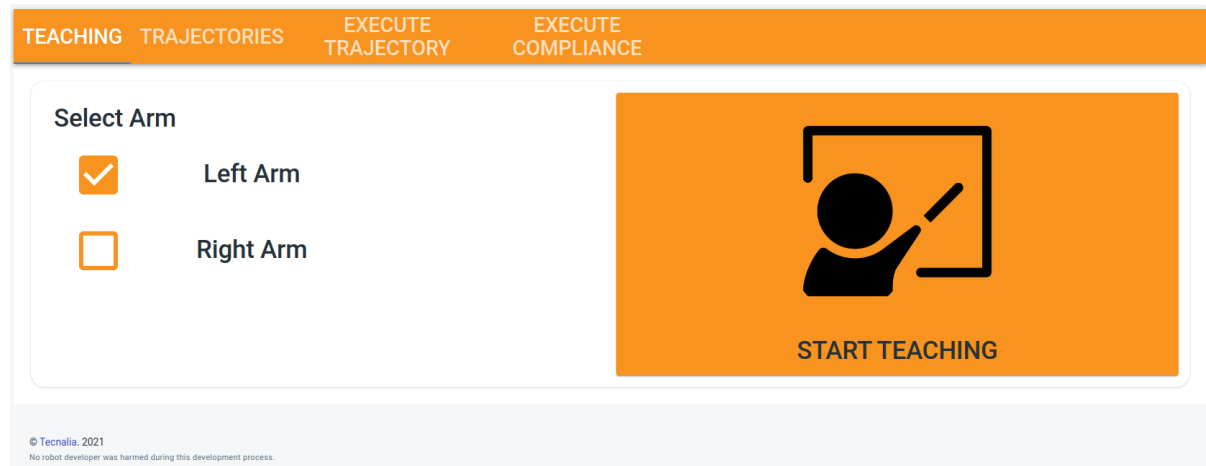 TEACHING
TRAJECTORIES
EXECUTE
TRAJECTORY
EXECUTE
COMPLIANCE
Select Arm
Left Arm
Right Arm
START TEACHING
© Tecnalia. 2021
No robot developer was harmed during this development process.